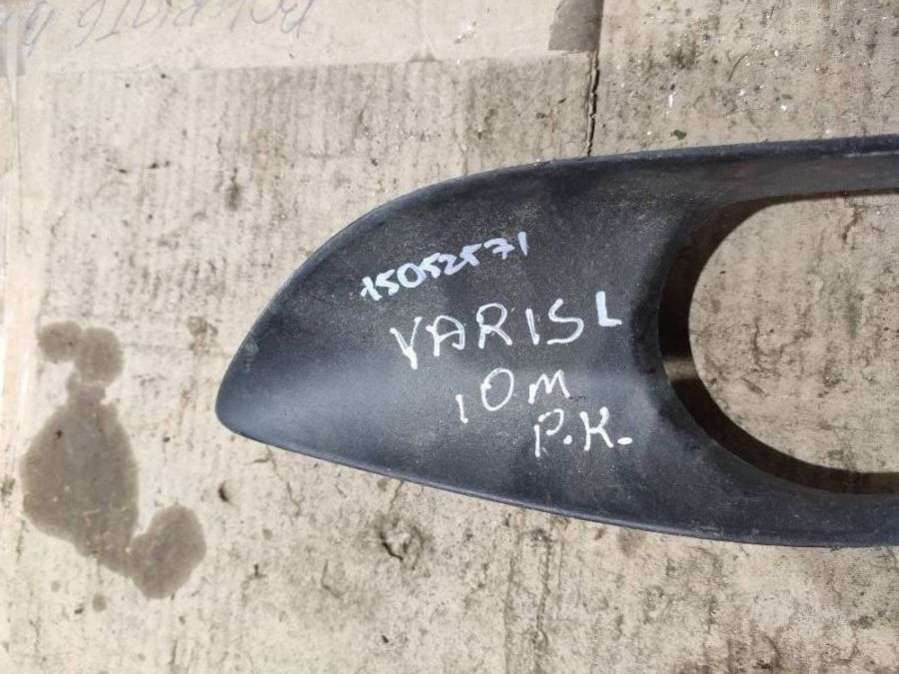 15052571
VARIS L
10M
P.K.